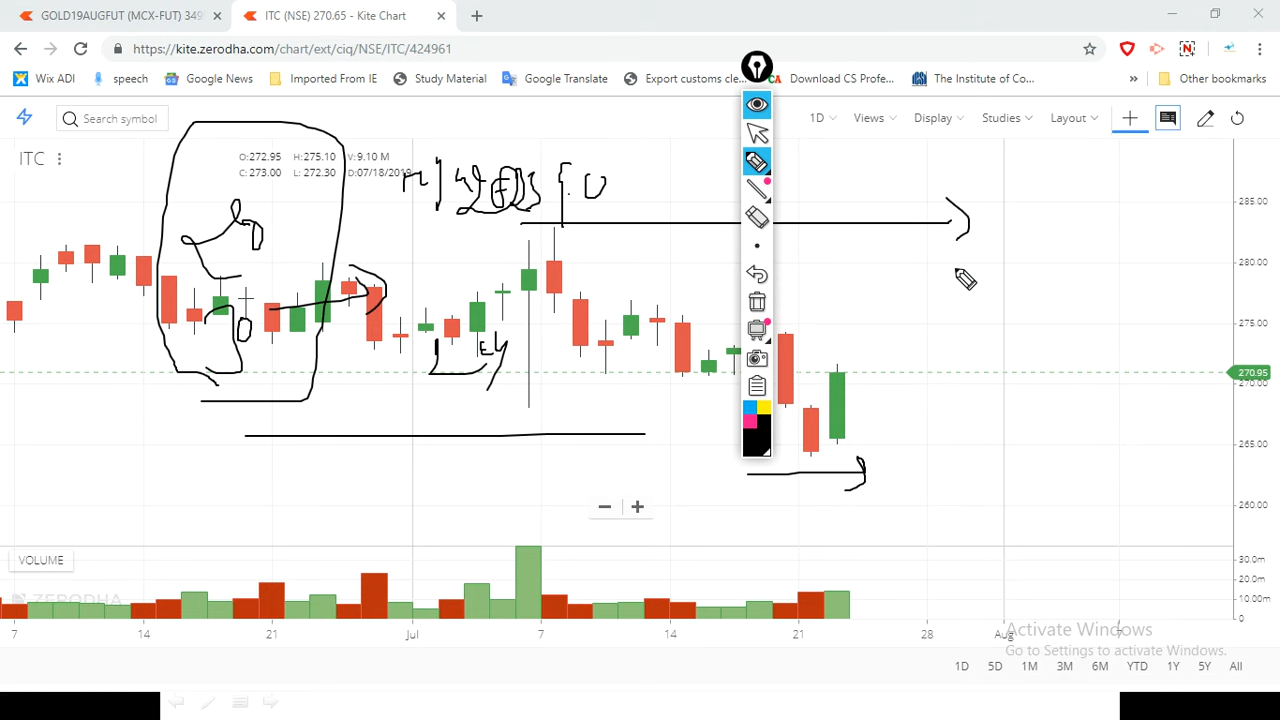 ITC (NSE) 270.65 - Kite Chart
https://kite.zerodha.com/chart/ext/ciq/NSE/ITC/424961
Wix ADI speech Google News Imported From IE Study Material Google Translate Export customs cle... Download CS Profe... The Institute of Co... » Other bookmarks
Search symbol 1D Views Display Studies Layout
ITC
O:272.95 H:275.10 V:9.10 M
C:273.00 L:272.30 D:07/18/2019
285.00
280.00
275.00
270.95
270.00
265.00
260.00
VOLUME
30.0m
20.0m
10.00m
0
ZERODHA
7 14 21 Jul 7 14 21 28 Aug
Activate Windows
Go to Settings to activate Windows.
1D 5D 1M 3M 6M YTD 1Y 5Y All